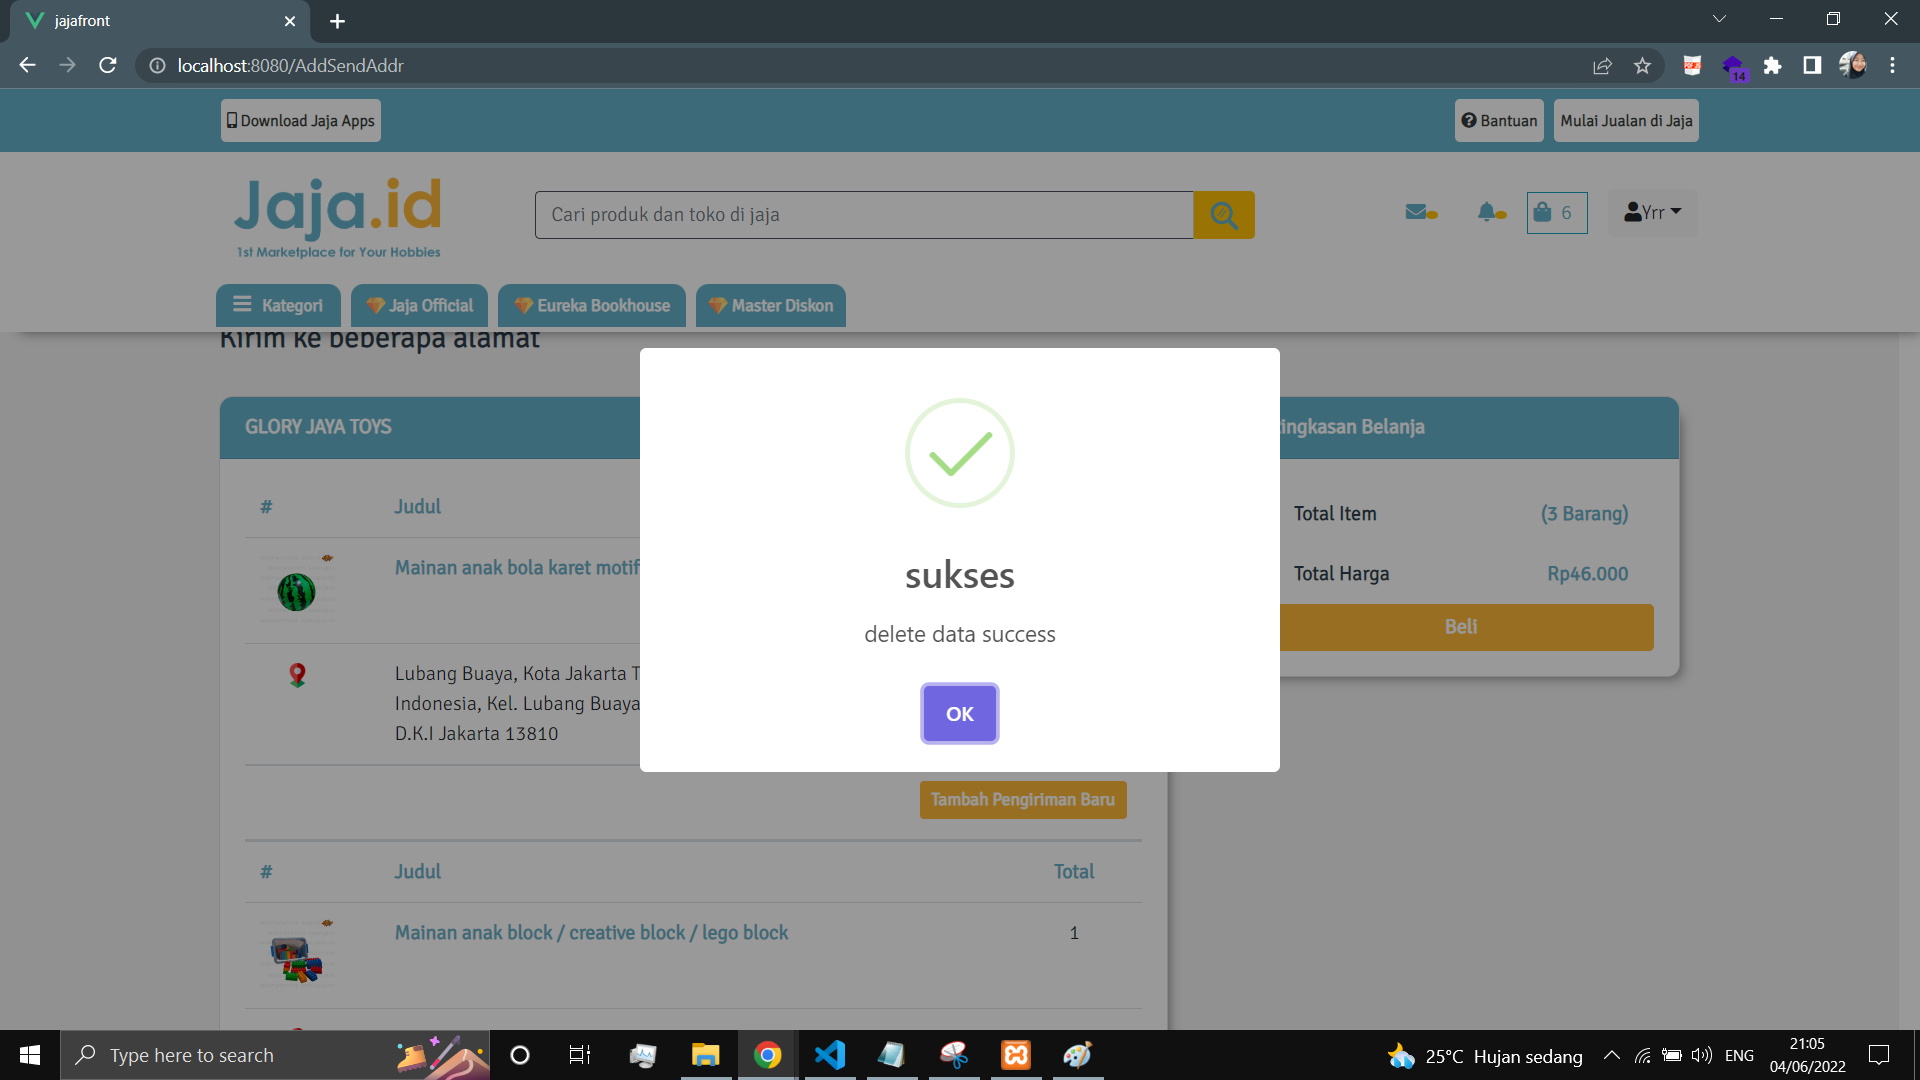 jajafront
localhost:8080/AddSendAddr
14
Download Jaja Apps
Bantuan
Mulai Jualan di Jaja
Jaja.id
1st Marketplace for Your Hobbies
Cari produk dan toko di jaja
6
Yrr
Kategori
Jaja Official
Eureka Bookhouse
Master Diskon
Kirim ke beberapa alamat
GLORY JAYA TOYS
ingkasan Belanja
# Judul
Mainan anak bola karet motif
Total Item (3 Barang)
Total Harga Rp46.000
Beli
sukses
delete data success
OK
Lubang Buaya, Kota Jakarta T
Indonesia, Kel. Lubang Buaya
D.K.I Jakarta 13810
Tambah Pengiriman Baru
# Judul Total
Mainan anak block / creative block / lego block 1
Type here to search
25°C Hujan sedang
ENG
21:05
04/06/2022